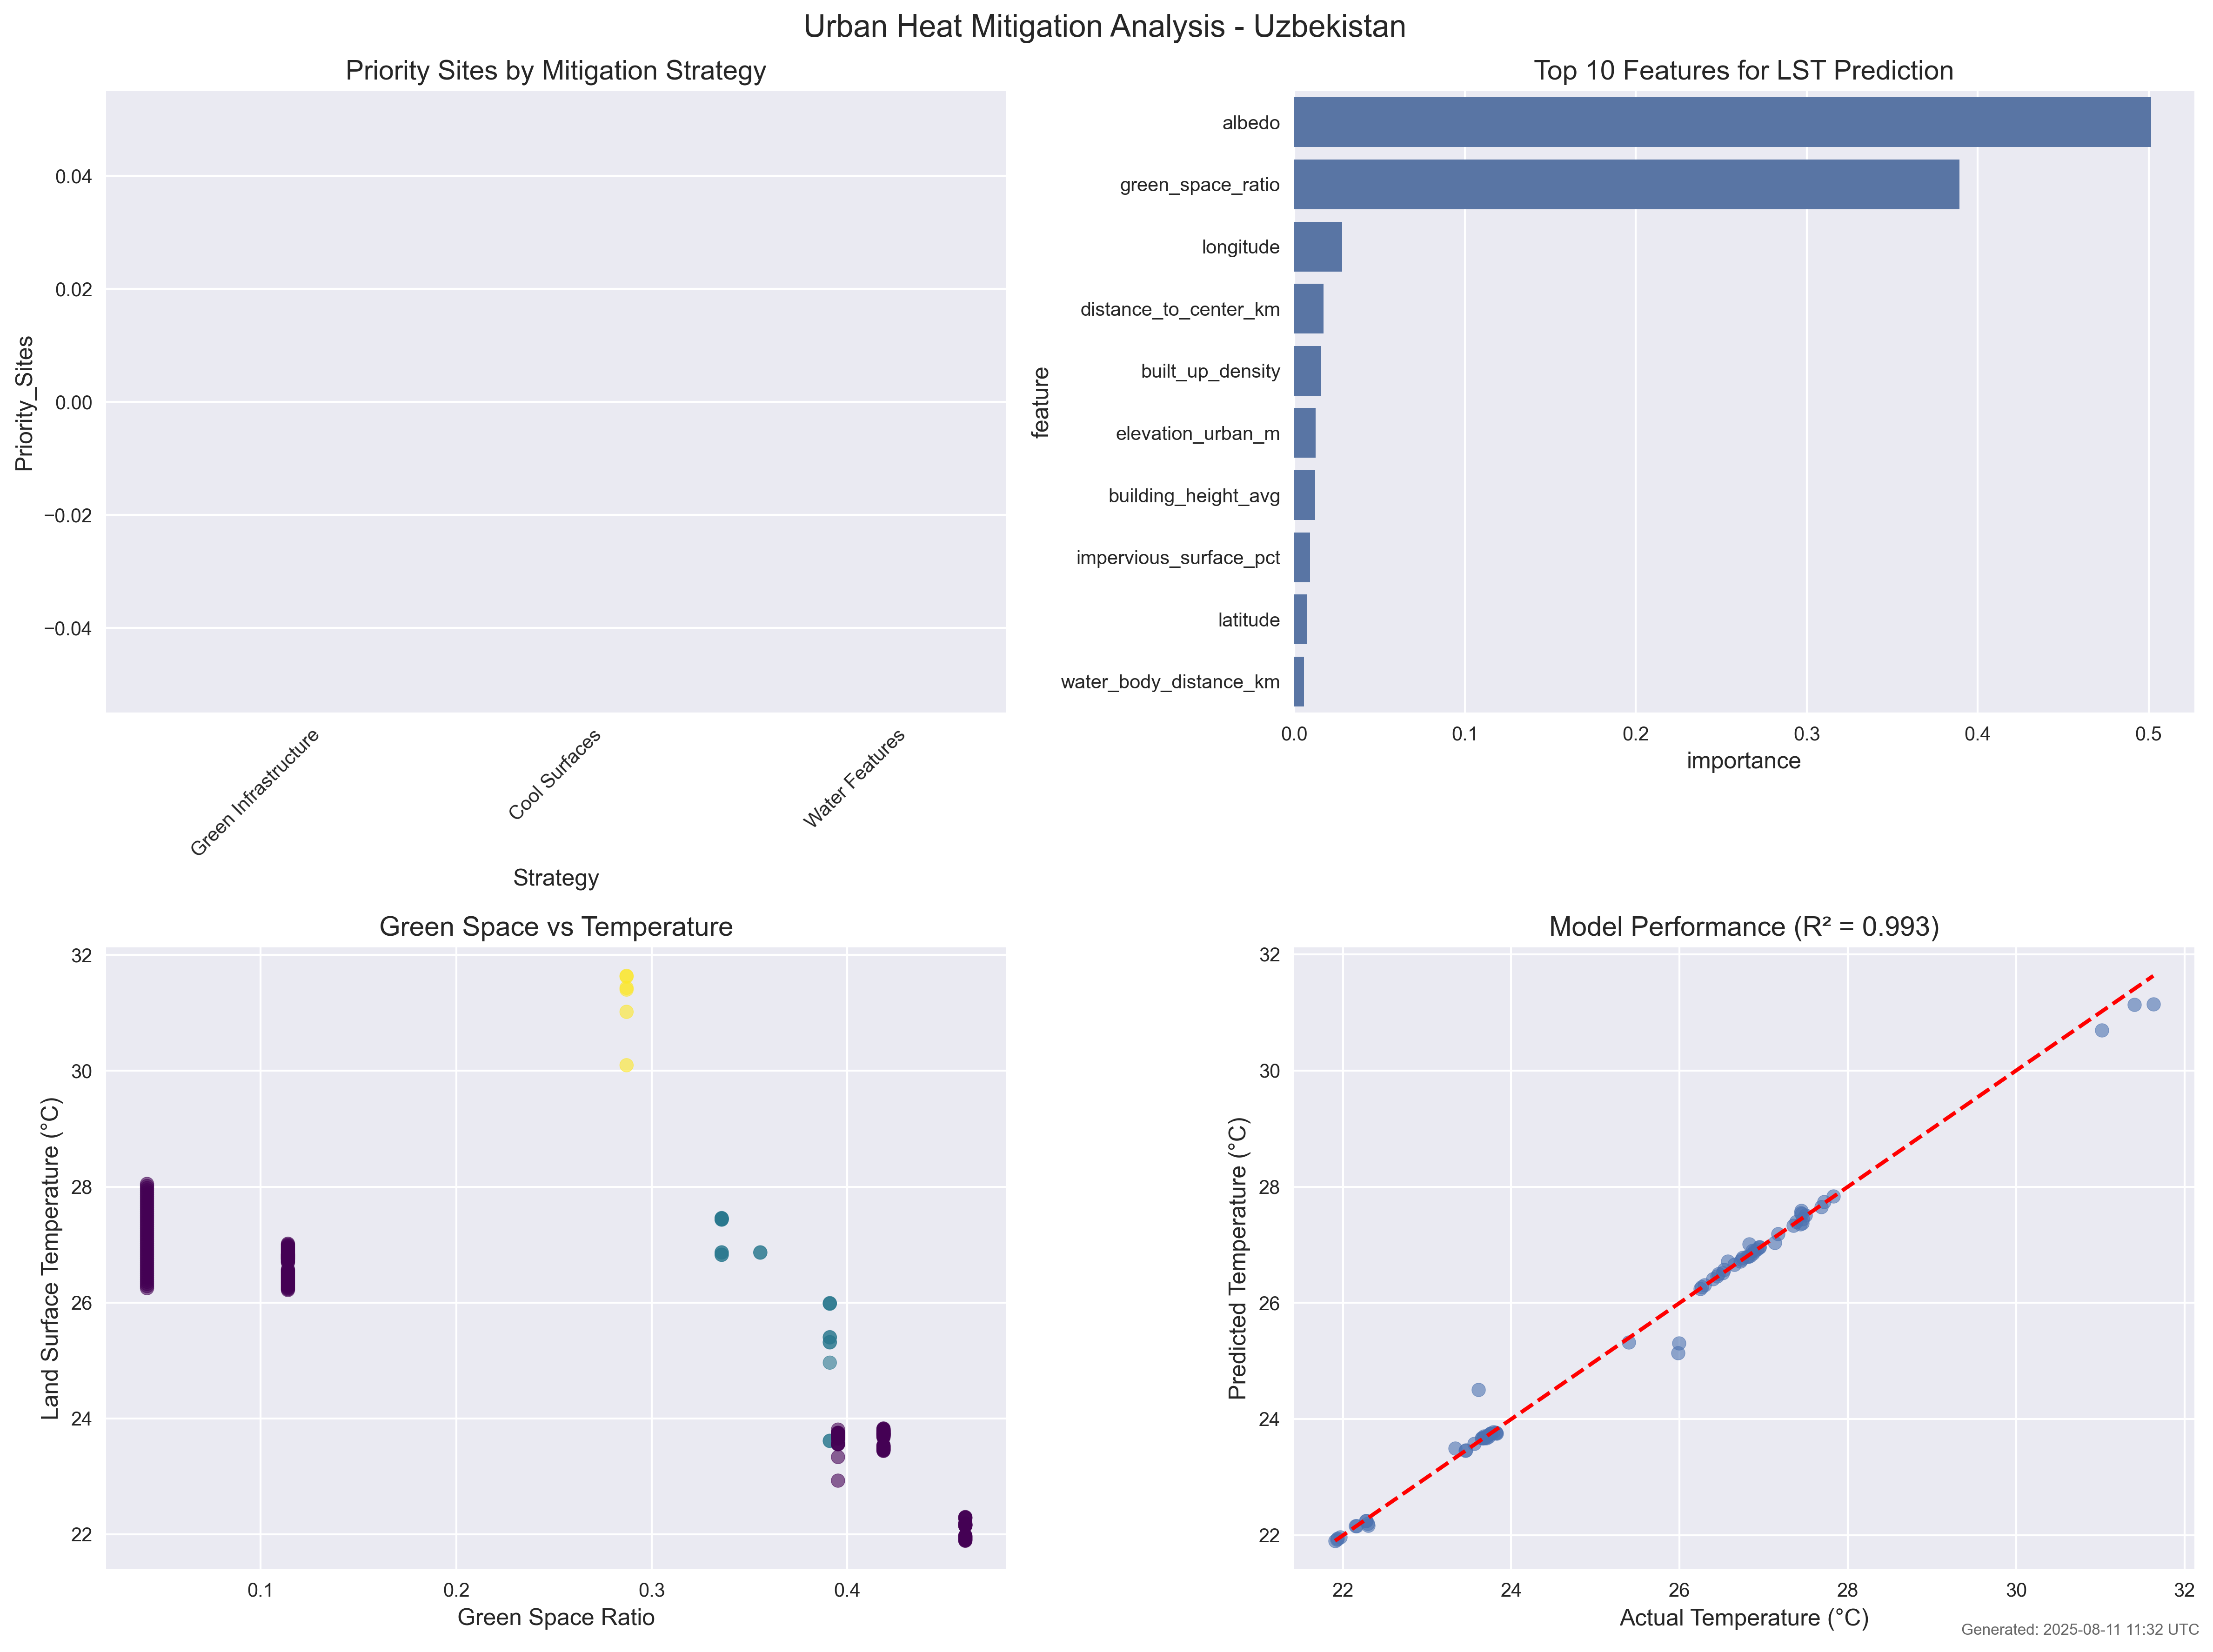 Urban Heat Mitigation Analysis - Uzbekistan
Priority Sites by Mitigation Strategy
Priority_Sites
0.04
0.02
0.00
−0.02
−0.04
Green Infrastructure
Cool Surfaces
Water Features
Strategy
Top 10 Features for LST Prediction
feature
albedo
green_space_ratio
longitude
distance_to_center_km
built_up_density
elevation_urban_m
building_height_avg
impervious_surface_pct
latitude
water_body_distance_km
0.0 0.1 0.2 0.3 0.4 0.5
importance
Green Space vs Temperature
Land Surface Temperature (°C)
32
30
28
26
24
22
0.1 0.2 0.3 0.4
Green Space Ratio
Model Performance (R² = 0.993)
Predicted Temperature (°C)
32
30
28
26
24
22
22 24 26 28 30 32
Actual Temperature (°C)
Generated: 2025-08-11 11:32 UTC